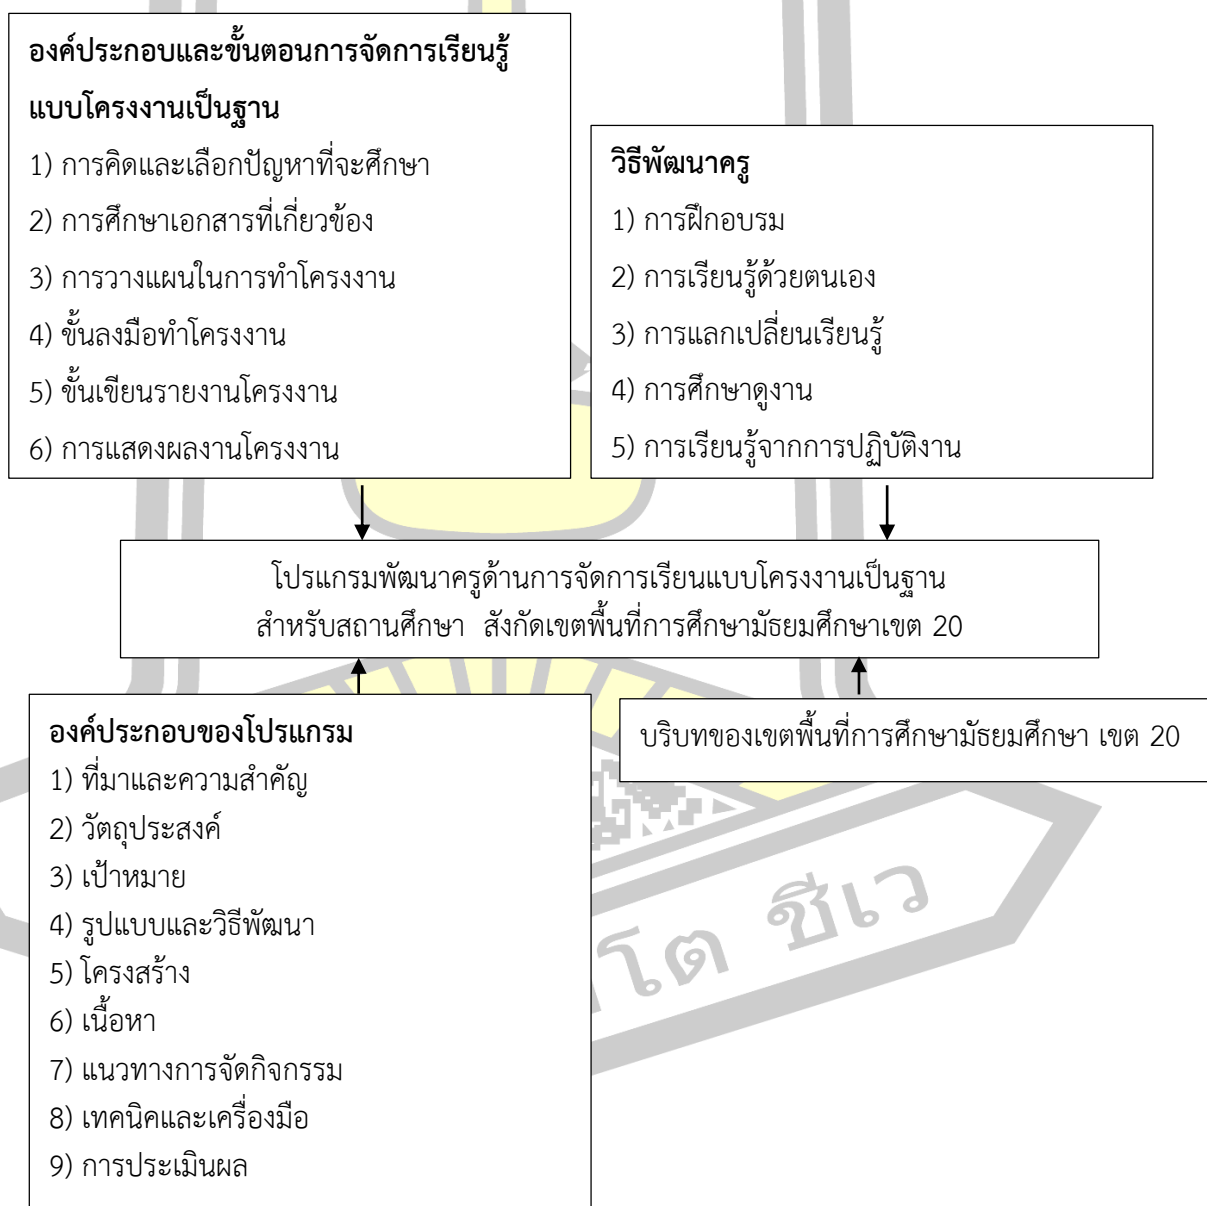 องค์ประกอบและขั้นตอนการจัดการเรียนรู้
แบบโครงงานเป็นฐาน
1) การคิดและเลือกปัญหาที่จะศึกษา
2) การศึกษาเอกสารที่เกี่ยวข้อง
3) การวางแผนในการทำโครงงาน
4) ขั้นลงมือทำโครงงาน
5) ขั้นเขียนรายงานโครงงาน
6) การแสดงผลงานโครงงาน
วิธีพัฒนาครู
1) การฝึกอบรม
2) การเรียนรู้ด้วยตนเอง
3) การแลกเปลี่ยนเรียนรู้
4) การศึกษาดูงาน
5) การเรียนรู้จากการปฏิบัติงาน
โปรแกรมพัฒนาครูด้านการจัดการเรียนแบบโครงงานเป็นฐาน
สำหรับสถานศึกษา สังกัดเขตพื้นที่การศึกษามัธยมศึกษาเขต 20
องค์ประกอบของโปรแกรม
1) ที่มาและความสำคัญ
2) วัตถุประสงค์
3) เป้าหมาย
4) รูปแบบและวิธีพัฒนา
5) โครงสร้าง
6) เนื้อหา
7) แนวทางการจัดกิจกรรม
8) เทคนิคและเครื่องมือ
9) การประเมินผล
บริบทของเขตพื้นที่การศึกษามัธยมศึกษา เขต 20
โต ชีเว